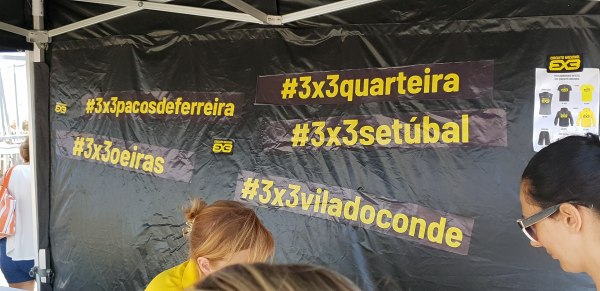 #3x3pacosdeferreira
#3x3quarteira
#3x3oeiras
#3x3setúbal
#3x3viladoconde